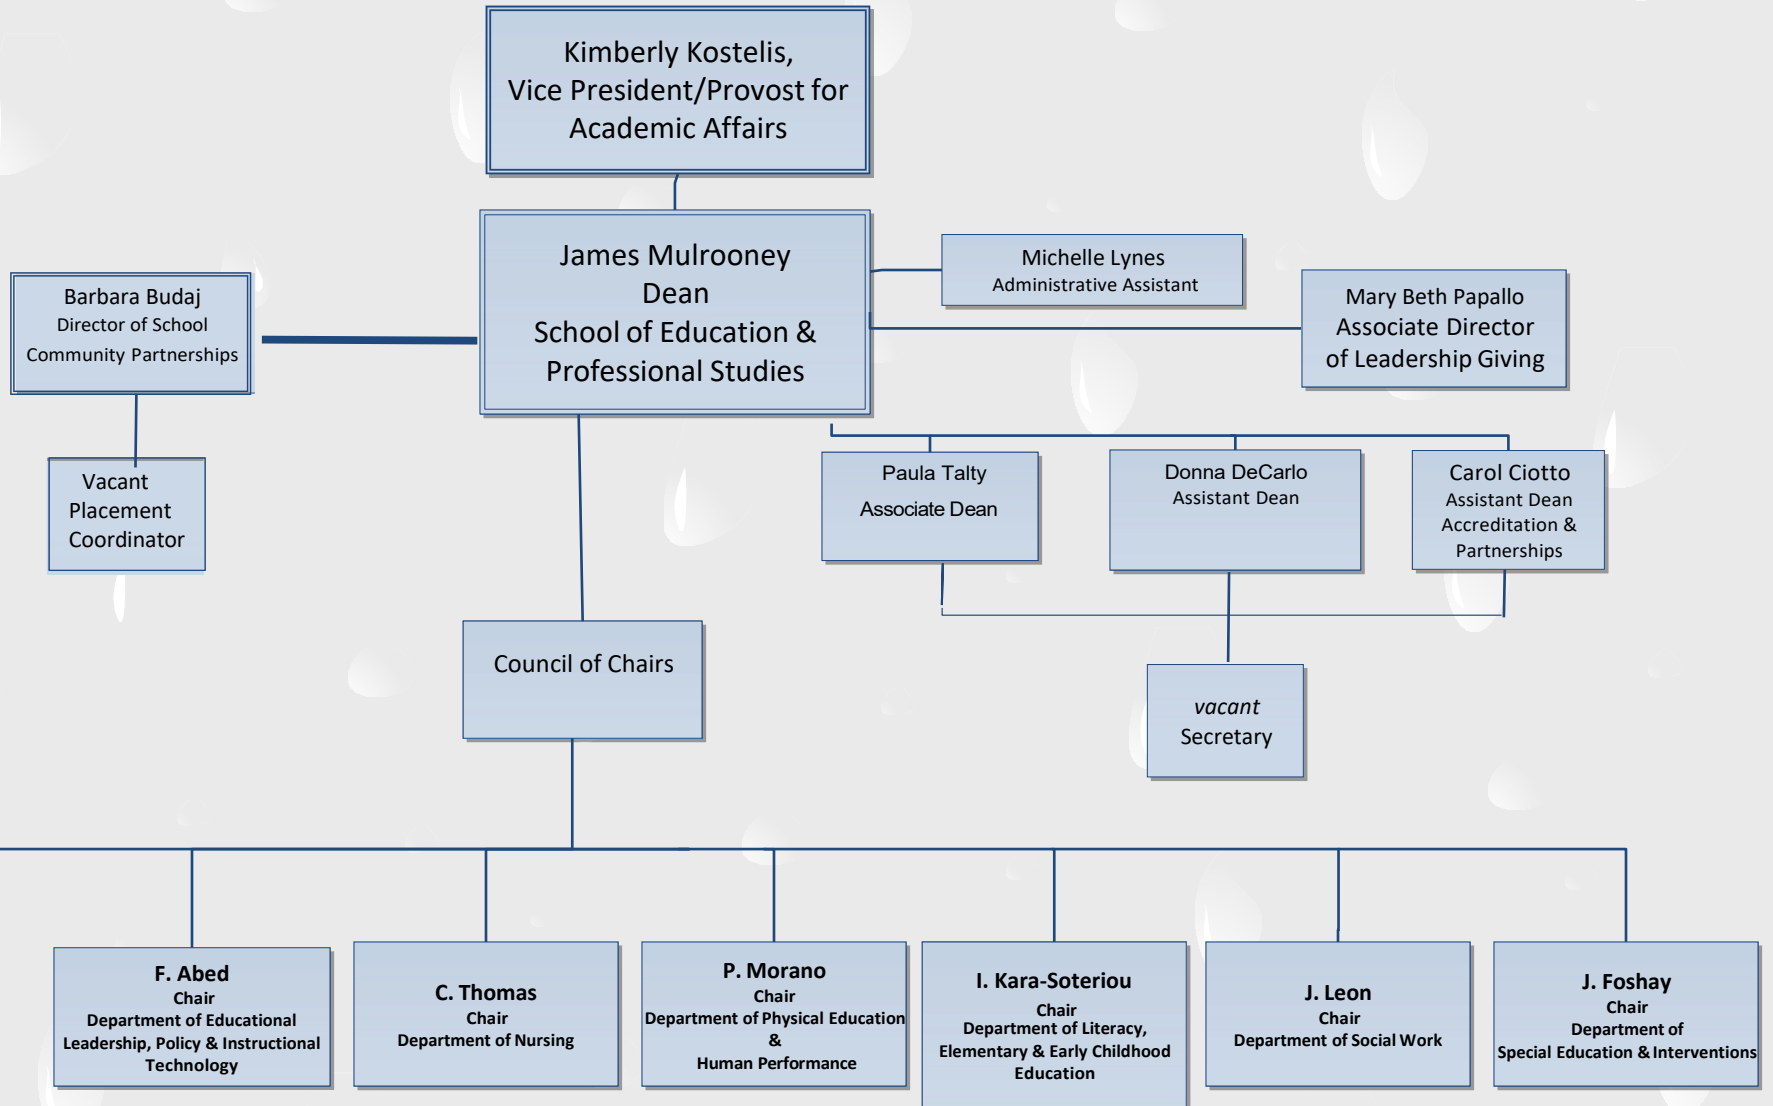 Kimberly Kostelis,
Vice President/Provost for
Academic Affairs
James Mulrooney
Dean
School of Education &
Professional Studies
Michelle Lynes
Administrative Assistant
Mary Beth Papallo
Associate Director
of Leadership Giving
Barbara Budaj
Director of School
Community Partnerships
Vacant
Placement
Coordinator
Paula Talty
Associate Dean
Donna DeCarlo
Assistant Dean
Carol Ciotto
Assistant Dean
Accreditation &
Partnerships
Council of Chairs
vacant
Secretary
F. Abed
Chair
Department of Educational
Leadership, Policy & Instructional
Technology
C. Thomas
Chair
Department of Nursing
P. Morano
Chair
Department of Physical Education
&
Human Performance
I. Kara-Soteriou
Chair
Department of Literacy,
Elementary & Early Childhood
Education
J. Leon
Chair
Department of Social Work
J. Foshay
Chair
Department of
Special Education & Interventions